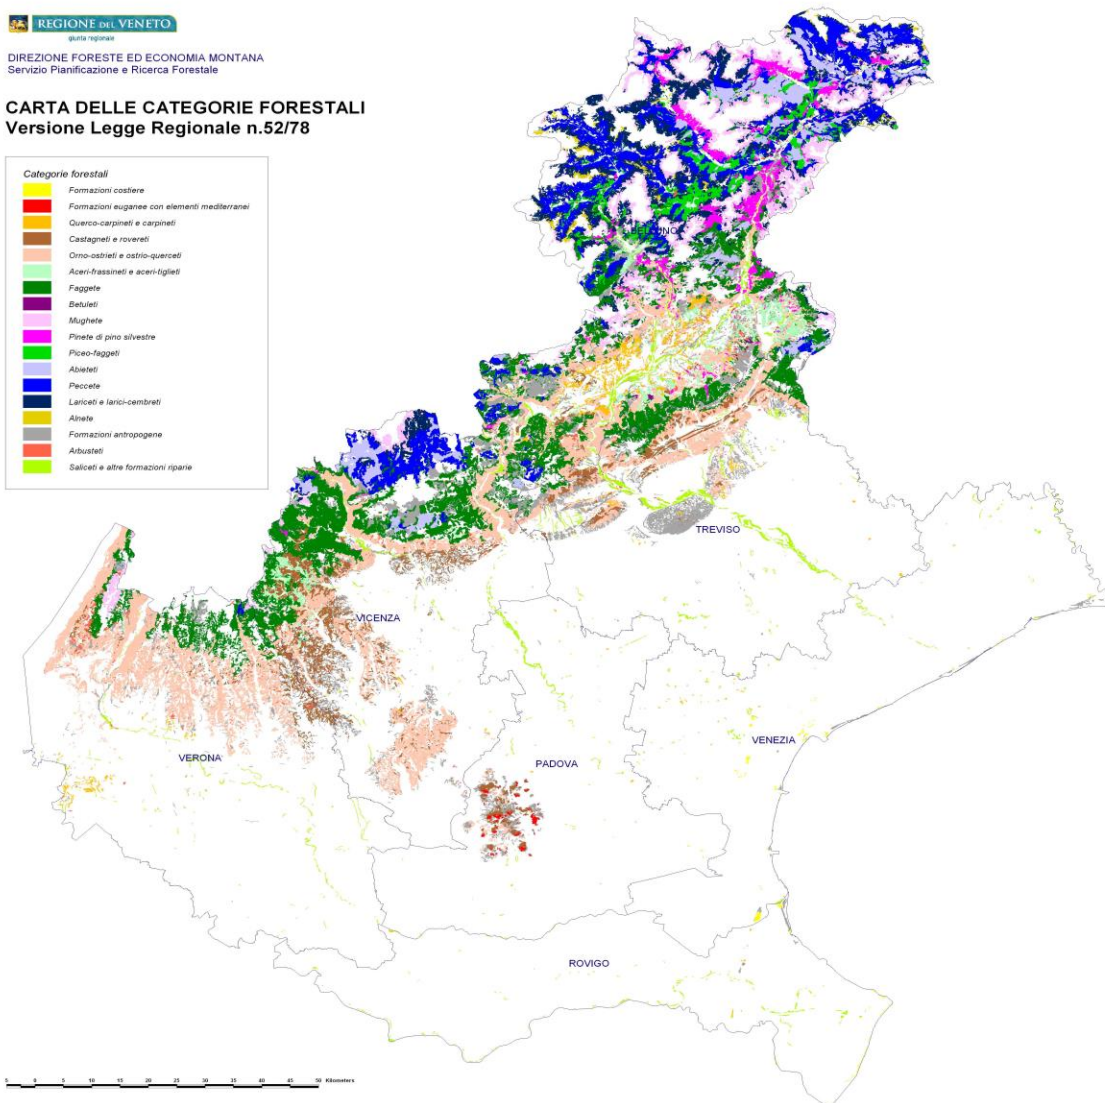 REGIONE DEL VENETO
giunta regionale
DIREZIONE FORESTE ED ECONOMIA MONTANA
Servizio Pianificazione e Ricerca Forestale
CARTA DELLE CATEGORIE FORESTALI
Versione Legge Regionale n.52/78
Categorie forestali
Formazioni costiere
Formazioni euganee con elementi mediterranei
Querco-carpineti e carpineti
Castagneti e rovereti
Orno-ostrieti e ostrio-querceti
Aceri-frassineti e aceri-tiglieti
Faggete
Betuleti
Mughete
Pinete di pino silvestre
Piceo-faggeti
Abieteti
Peccete
Lariceti e larici-cembreti
Alnete
Formazioni antropogene
Arbusteti
Saliceti e altre formazioni riparie
BELLUNO
TREVISO
VICENZA
VENEZIA
VERONA
PADOVA
ROVIGO
5 0 5 10 15 20 25 30 35 40 45 50 Kilometers